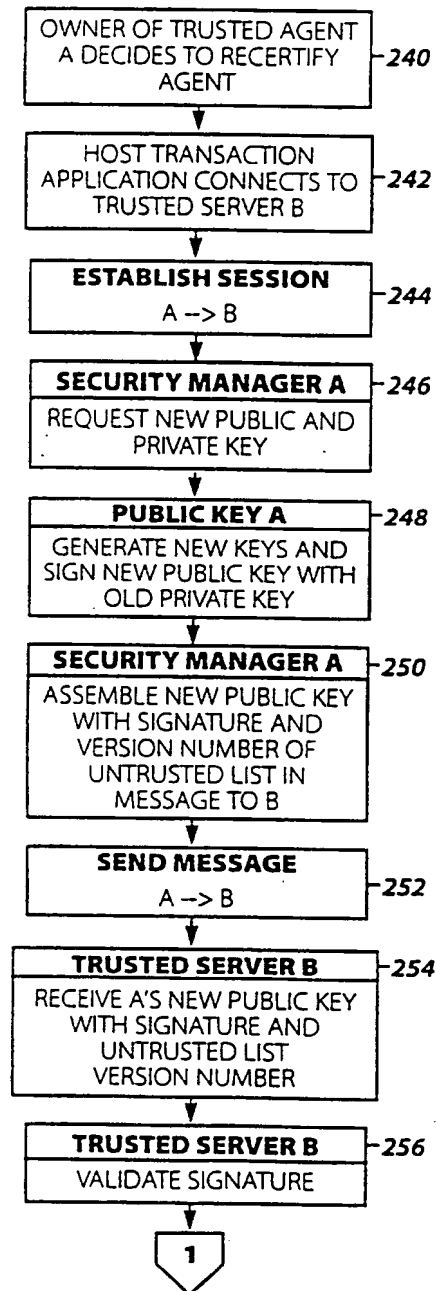 OWNER OF TRUSTED AGENT
A DECIDES TO RECERTIFY
AGENT
240
HOST TRANSACTION
APPLICATION CONNECTS TO
TRUSTED SERVER B
242
ESTABLISH SESSION
A --> B
244
SECURITY MANAGER A
246
REQUEST NEW PUBLIC AND
PRIVATE KEY
PUBLIC KEY A
248
GENERATE NEW KEYS AND
SIGN NEW PUBLIC KEY WITH
OLD PRIVATE KEY
SECURITY MANAGER A
250
ASSEMBLE NEW PUBLIC KEY
WITH SIGNATURE AND
VERSION NUMBER OF
UNTRUSTED LIST IN
MESSAGE TO B
SEND MESSAGE
A --> B
252
TRUSTED SERVER B
254
RECEIVE A'S NEW PUBLIC KEY
WITH SIGNATURE AND
UNTRUSTED LIST
VERSION NUMBER
TRUSTED SERVER B
256
VALIDATE SIGNATURE
1